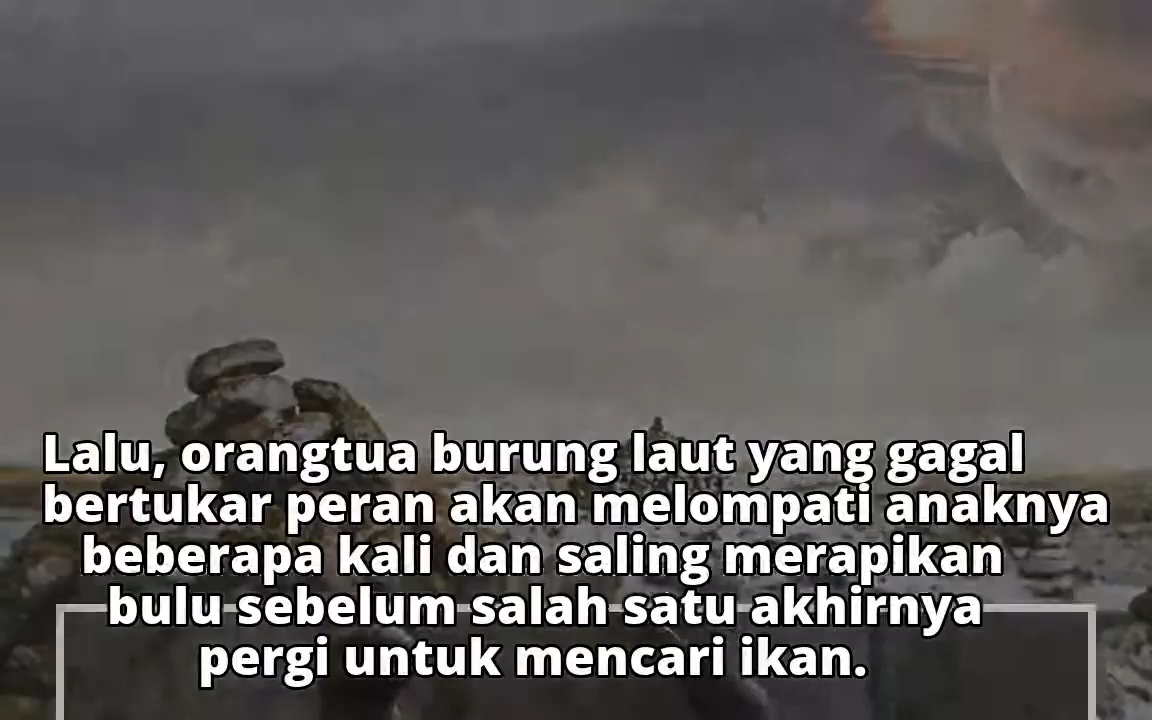 Lalu, orangtua burung laut yang gagal
bertukar peran akan melompati anaknya
beberapa kali dan saling merapikan
bulu sebelum salah satu akhirnya
pergi untuk mencari ikan.